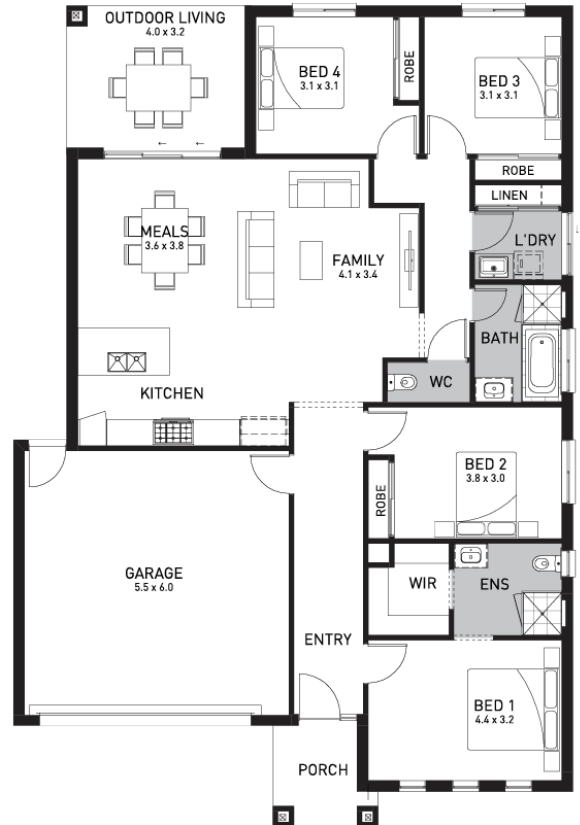 OUTDOOR LIVING
4.0 x 3.2
BED 4
3.1 x 3.1
ROBE
BED 3
3.1 x 3.1
ROBE
LINEN
L'DRY
MEALS
3.6 x 3.8
FAMILY
4.1 x 3.4
BATH
WC
KITCHEN
BED 2
3.8 x 3.0
ROBE
GARAGE
5.5 x 6.0
WIR
ENS
ENTRY
BED 1
4.4 x 3.2
PORCH